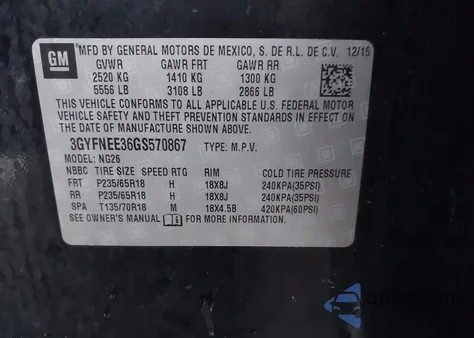 GM
MFD BY GENERAL MOTORS DE MEXICO, S. DE R.L. DE C.V. 12/15
GVWR GAWR FRT GAWR RR
2520 KG 1410 KG 1300 KG
5556 LB 3108 LB 2866 LB
THIS VEHICLE CONFORMS TO ALL APPLICABLE U.S. FEDERAL MOTOR
VEHICLE SAFETY AND THEFT PREVENTION STANDARDS IN EFFECT ON
THE DATE OF MANUFACTURE SHOWN ABOVE.
3GYFNEE36GS570867 TYPE: M.P.V.
MODEL: NG26
NBBC TIRE SIZE SPEED RTG RIM COLD TIRE PRESSURE
FRT P235/65R18 H 18X8J 240KPA(35PSI)
RR P235/65R18 H 18X8J 240KPA(35PSI)
SPA T135/70R18 M 18X4.5B 420KPA(60PSI)
SEE OWNER'S MANUAL FOR MORE INFORMATION